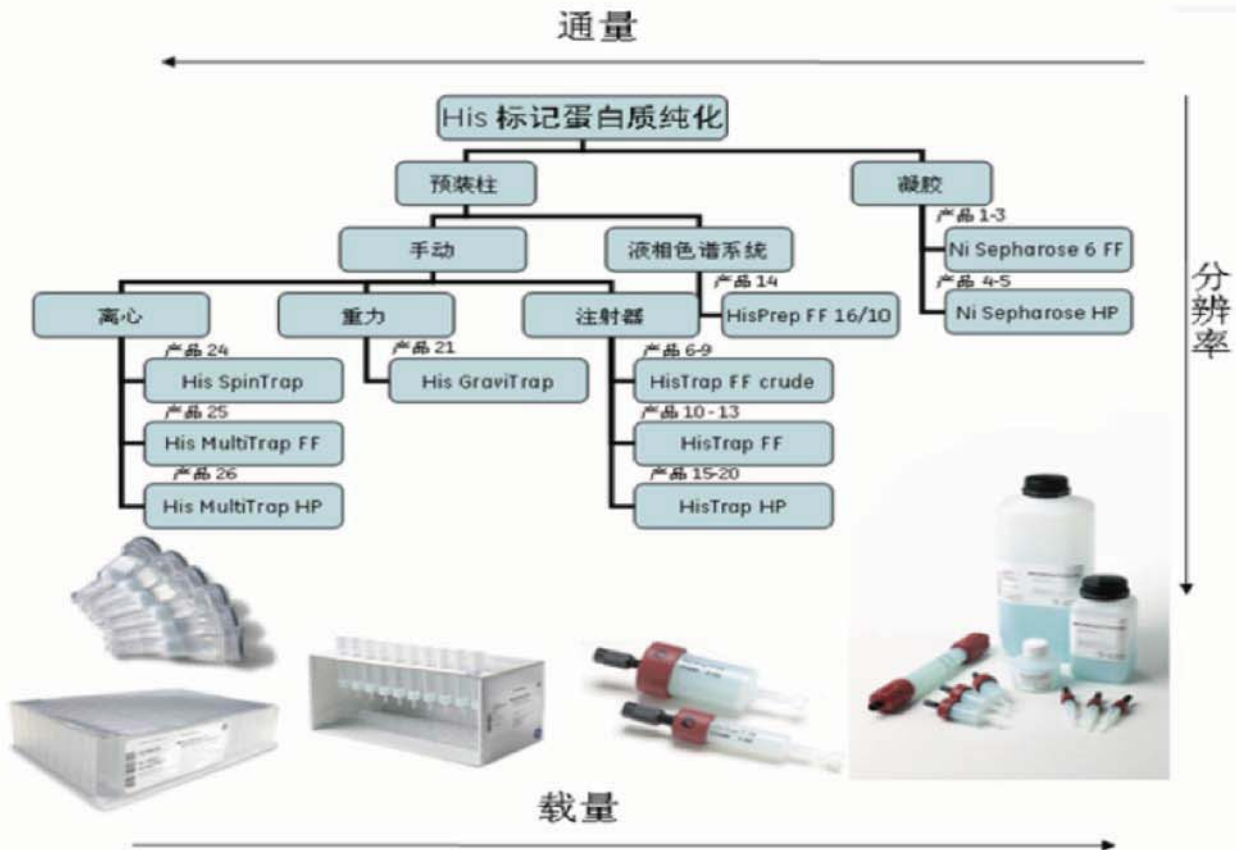 通量
His 标记蛋白质纯化
预装柱
凝胶
产品 1-3
手动
液相色谱系统
Ni Sepharose 6 FF
产品 14
产品 4-5
离心
重力
注射器
HisPrep FF 16/10
Ni Sepharose HP
分辨率
产品 24
产品 21
产品 6-9
His SpinTrap
His GraviTrap
HisTrap FF crude
产品 25
产品 10 - 13
His MultiTrap FF
HisTrap FF
产品 26
产品 15-20
His MultiTrap HP
HisTrap HP
载量